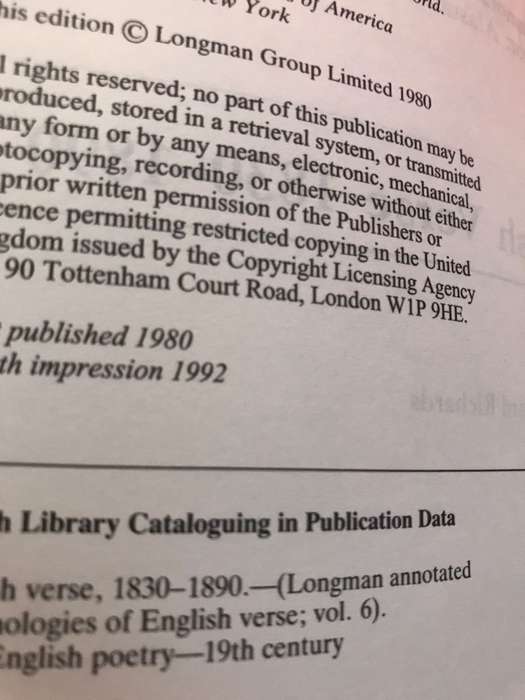 York
of America
his edition © Longman Group Limited 1980
l rights reserved; no part of this publication may be
roduced, stored in a retrieval system, or transmitted
any form or by any means, electronic, mechanical,
tocopying, recording, or otherwise without either
prior written permission of the Publishers or
cence permitting restricted copying in the United
gdom issued by the Copyright Licensing Agency
90 Tottenham Court Road, London W1P 9HE.
published 1980
th impression 1992
h Library Cataloguing in Publication Data
h verse, 1830–1890.—(Longman annotated
ologies of English verse; vol. 6).
English poetry—19th century